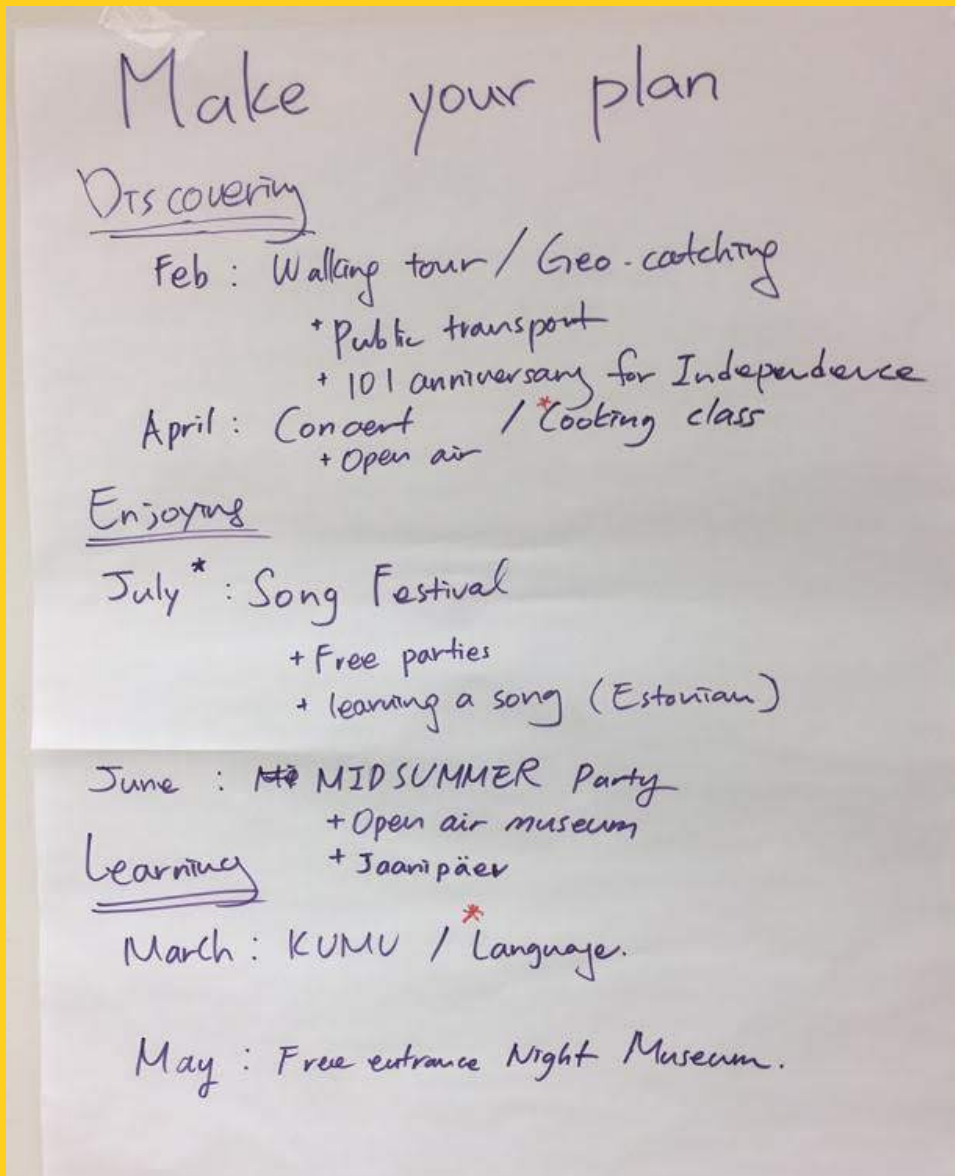 Make your plan
Discovering
Feb : Walking tour / Geo-catching
+ Public transport
+ 101 anniversary for Independence
April : Concert / *Cooking class
+ Open air
Enjoying
July * : Song Festival
+ Free parties
+ learning a song (Estonian)
June : MIDSUMMER Party
+ Open air museum
+ Jaanipäev
Learning
March : KUMU / *Language.
May : Free entrance Night Museum.